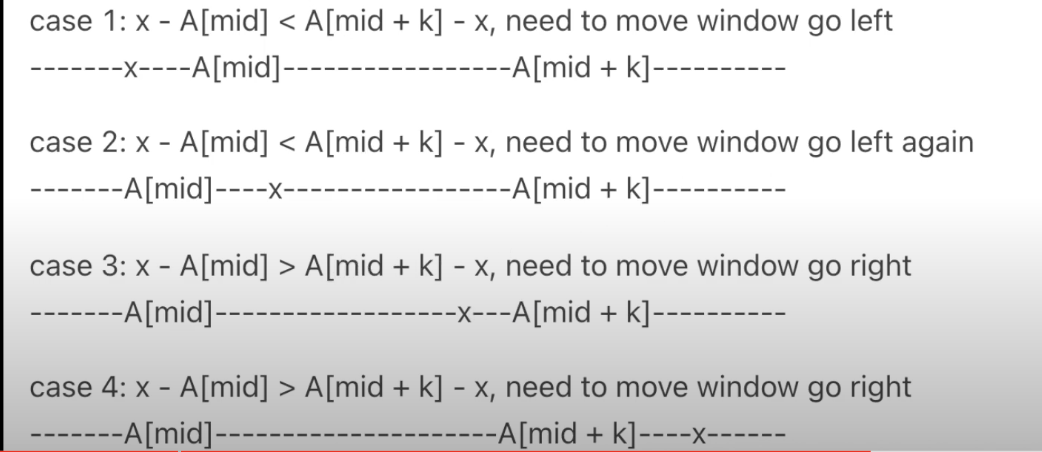 case 1: x - A[mid] < A[mid + k] - x, need to move window go left
-------x----A[mid]-----------------A[mid + k]----------
case 2: x - A[mid] < A[mid + k] - x, need to move window go left again
-------A[mid]----x-----------------A[mid + k]----------
case 3: x - A[mid] > A[mid + k] - x, need to move window go right
-------A[mid]------------------x---A[mid + k]----------
case 4: x - A[mid] > A[mid + k] - x, need to move window go right
-------A[mid]---------------------A[mid + k]----x------